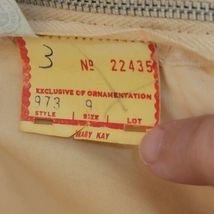 3 Nº 22435
EXCLUSIVE OF ORNAMENTATION
973 9
STYLE SIZE LOT
MARY KAY